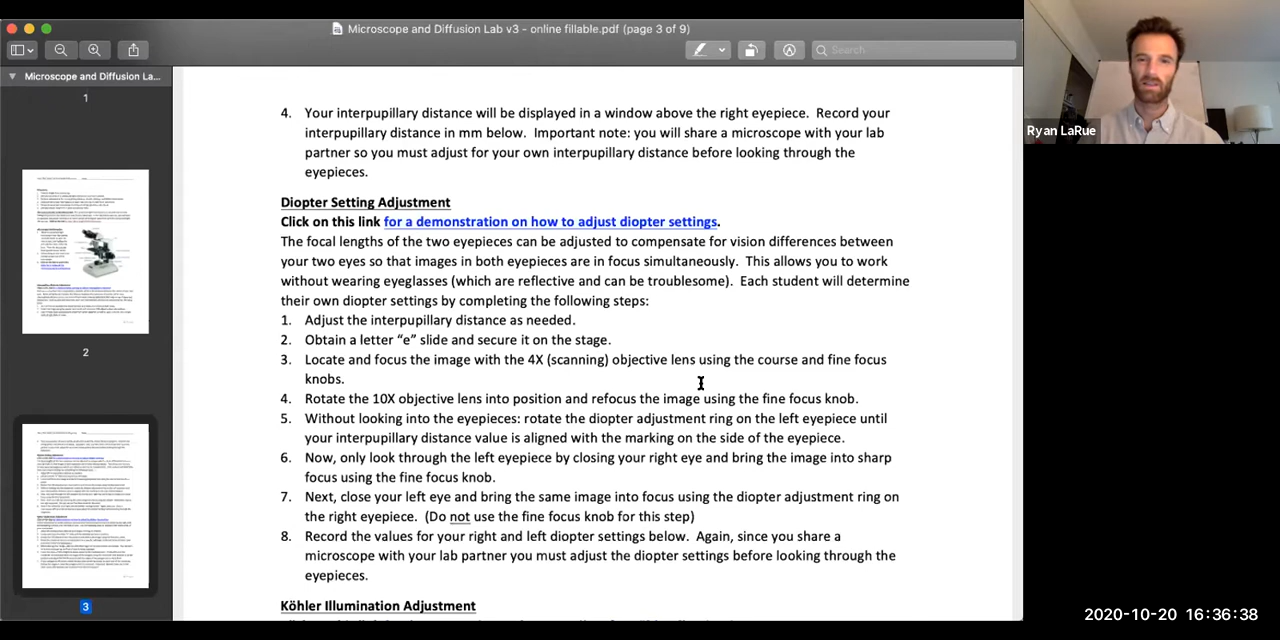 Microscope and Diffusion Lab v3 - online fillable.pdf (page 3 of 9)
Search
Microscope and Diffusion La...
1
2
3
4. Your interpupillary distance will be displayed in a window above the right eyepiece. Record your
interpupillary distance in mm below. Important note: you will share a microscope with your lab
partner so you must adjust for your own interpupillary distance before looking through the
eyepieces.
Diopter Setting Adjustment
Click on this link for a demonstration on how to adjust diopter settings.
The focal lengths of the two eyepieces can be adjusted to compensate for vision differences between
your two eyes so that images in both eyepieces are in focus simultaneously. This allows you to work
without wearing eyeglasses (which are reflective and can be troublesome). Each student will determine
their own diopter settings by completing the following steps:
1. Adjust the interpupillary distance as needed.
2. Obtain a letter “e” slide and secure it on the stage.
3. Locate and focus the image with the 4X (scanning) objective lens using the course and fine focus
knobs.
4. Rotate the 10X objective lens into position and refocus the image using the fine focus knob.
5. Without looking into the eyepieces: rotate the diopter adjustment ring on the left eyepiece until
your interpupillary distance value is aligned with the marking on the side of the eyepiece.
6. Now, only look through the left eyepiece by closing your right eye and bring the image into sharp
focus using the fine focus knob.
7. Next, close your left eye and bring the same image into focus using the diopter adjustment ring on
the right eyepiece. (Do not use the fine focus knob for this step)
8. Record the values for your right and left diopter settings below. Again, since you share a
microscope with your lab partner you must adjust the diopter settings before looking through the
eyepieces.
Köhler Illumination Adjustment
Ryan LaRue
2020-10-20 16:36:38